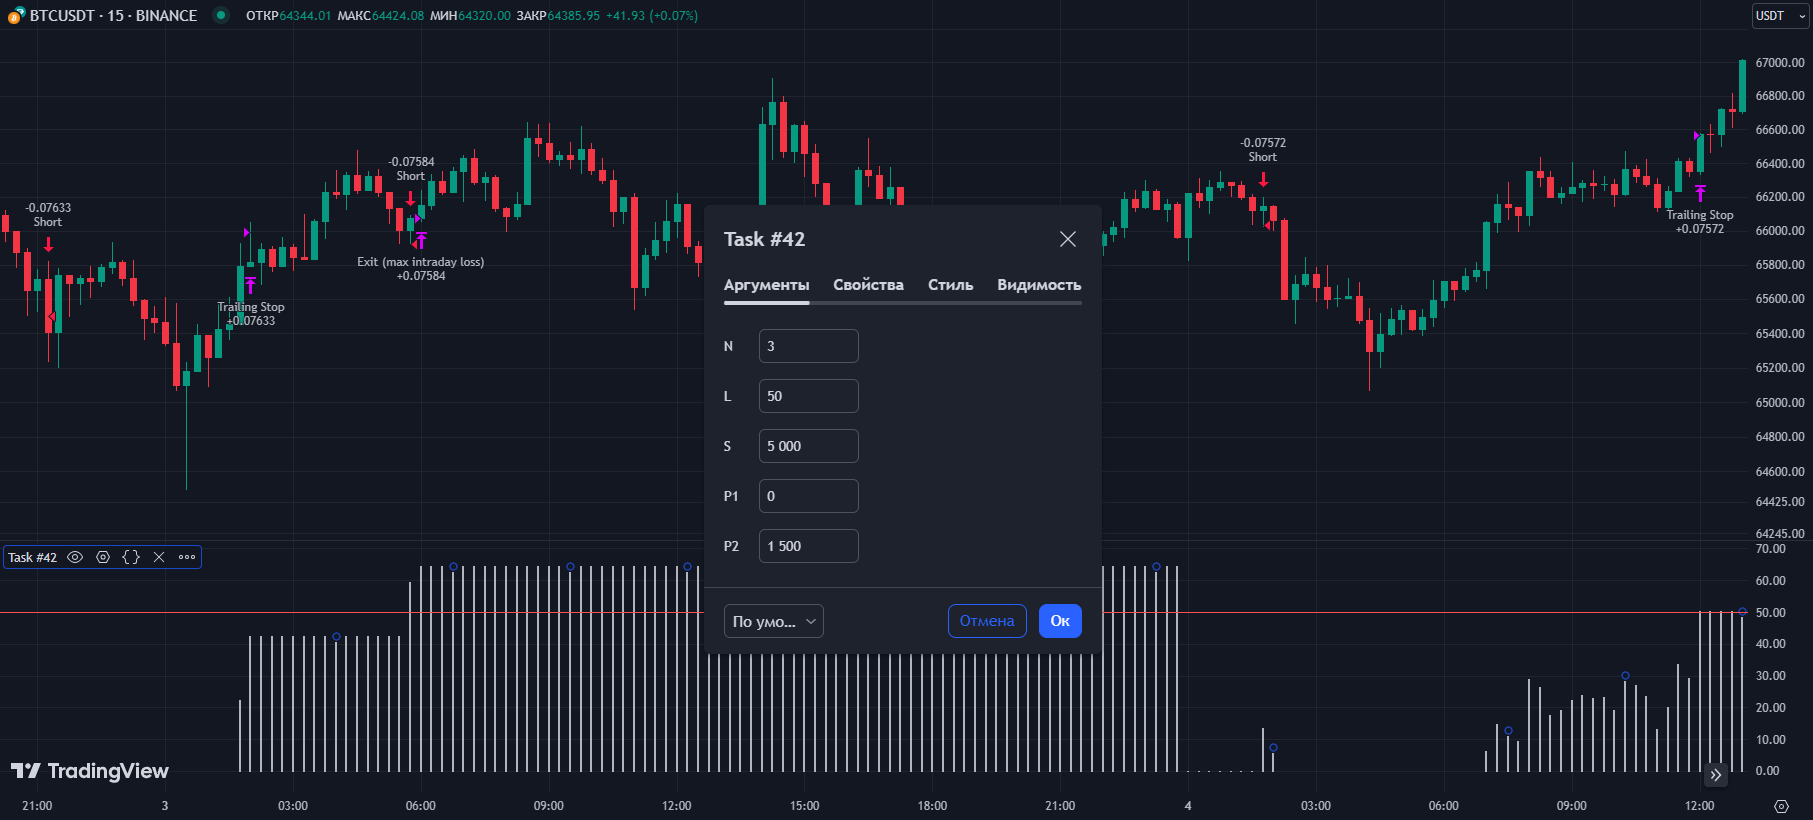 BTCUSDT · 15 · BINANCE ОТКР64344.01 МАКС64424.08 МИН64320.00 ЗАКР64385.95 +41.93 (+0.07%)
USDT
67000.00
66800.00
66600.00
66400.00
66200.00
66000.00
65800.00
65600.00
65400.00
65200.00
65000.00
64800.00
64600.00
64425.00
64245.00
-0.07633
Short
Trailing Stop
+0.07633
-0.07584
Short
Exit (max intraday loss)
+0.07584
-0.07572
Short
Trailing Stop
+0.07572
Task #42
Аргументы Свойства Стиль Видимость
N 3
L 50
S 5 000
P1 0
P2 1 500
По умо...
Отмена
Ок
Task #42
70.00
60.00
50.00
40.00
30.00
20.00
10.00
0.00
TradingView
21:00 3 03:00 06:00 09:00 12:00 15:00 18:00 21:00 4 03:00 06:00 09:00 12:00